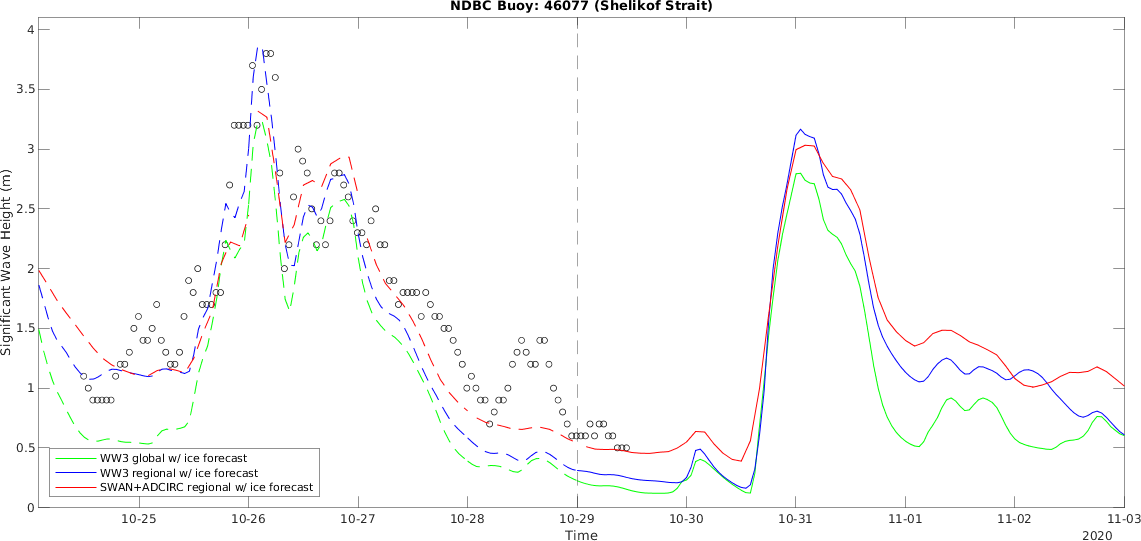 NDBC Buoy: 46077 (Shelikof Strait)
4
3.5
3
2.5
2
1.5
1
0.5
0
Significant Wave Height (m)
WW3 global w/ ice forecast
WW3 regional w/ ice forecast
SWAN+ADCIRC regional w/ ice forecast
10-25 10-26 10-27 10-28 10-29 10-30 10-31 11-01 11-02 11-03
Time
2020